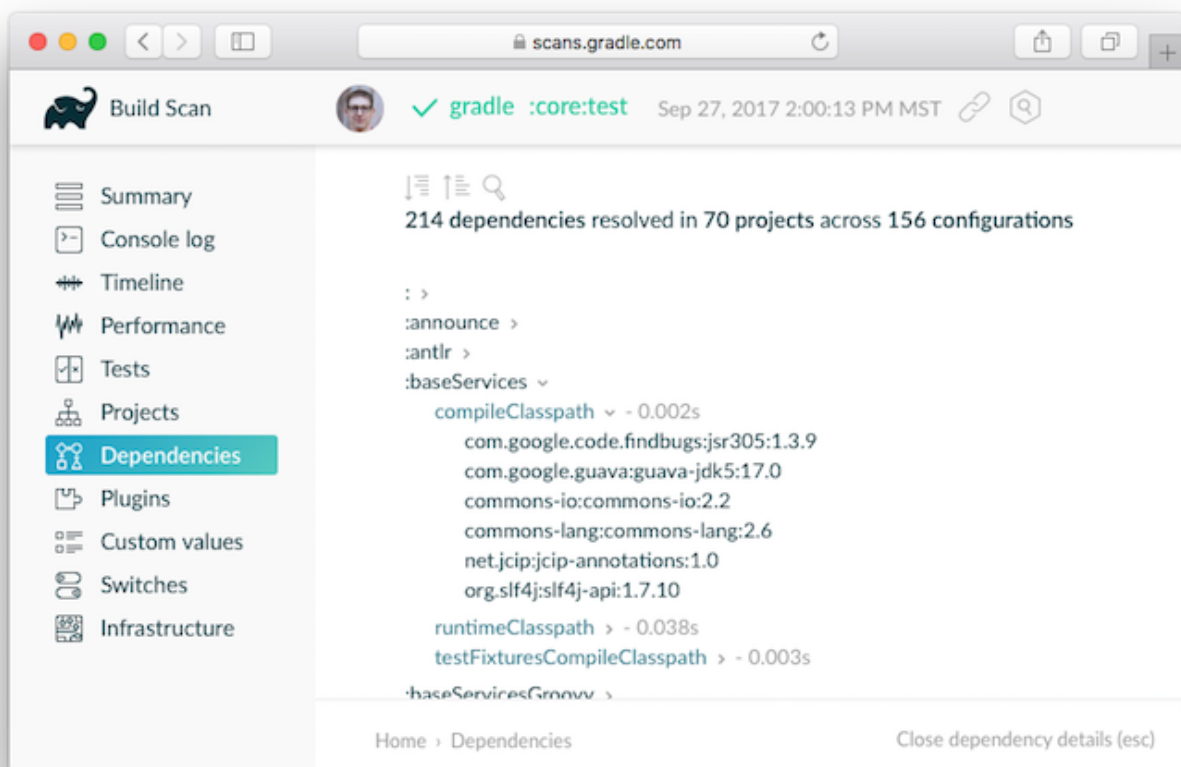 scans.gradle.com
Build Scan
gradle :core:test Sep 27, 2017 2:00:13 PM MST
Summary
Console log
Timeline
Performance
Tests
Projects
Dependencies
Plugins
Custom values
Switches
Infrastructure
214 dependencies resolved in 70 projects across 156 configurations
: >
:announce >
:antlr >
:baseServices
compileClasspath - 0.002s
com.google.code.findbugs:jsr305:1.3.9
com.google.guava:guava-jdk5:17.0
commons-io:commons-io:2.2
commons-lang:commons-lang:2.6
net.jcip:jcip-annotations:1.0
org.slf4j:slf4j-api:1.7.10
runtimeClasspath > - 0.038s
testFixturesCompileClasspath > - 0.003s
:baseServicesGroovy >
Home › Dependencies
Close dependency details (esc)